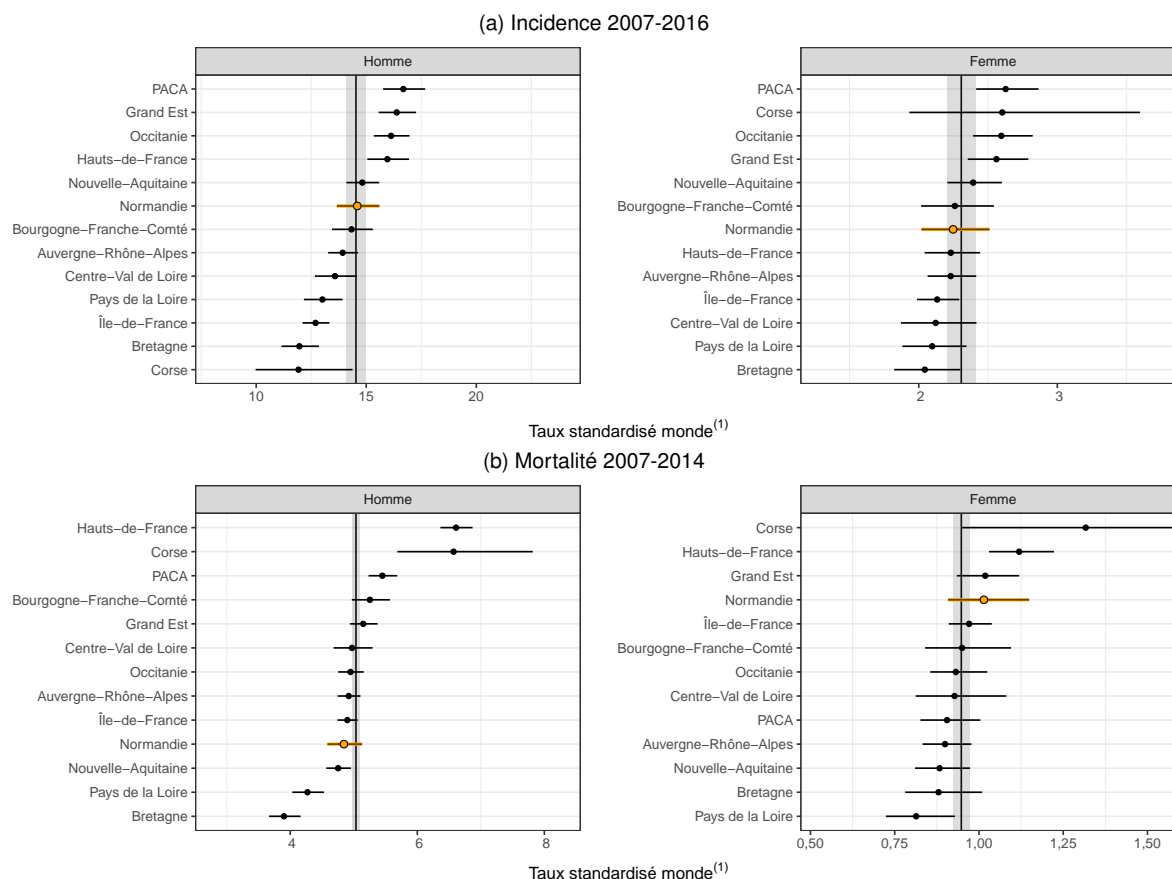 (a) Incidence 2007-2016
Homme
PACA
Grand Est
Occitanie
Hauts−de−France
Nouvelle−Aquitaine
Normandie
Bourgogne−Franche−Comté
Auvergne−Rhône−Alpes
Centre−Val de Loire
Pays de la Loire
Île−de−France
Bretagne
Corse
10 15 20
Femme
PACA
Corse
Occitanie
Grand Est
Nouvelle−Aquitaine
Bourgogne−Franche−Comté
Normandie
Hauts−de−France
Auvergne−Rhône−Alpes
Île−de−France
Centre−Val de Loire
Pays de la Loire
Bretagne
2 3
Taux standardisé monde(1)
(b) Mortalité 2007-2014
Homme
Hauts−de−France
Corse
PACA
Bourgogne−Franche−Comté
Grand Est
Centre−Val de Loire
Occitanie
Auvergne−Rhône−Alpes
Île−de−France
Normandie
Nouvelle−Aquitaine
Pays de la Loire
Bretagne
4 6 8
Femme
Corse
Hauts−de−France
Grand Est
Normandie
Île−de−France
Bourgogne−Franche−Comté
Occitanie
Centre−Val de Loire
PACA
Auvergne−Rhône−Alpes
Nouvelle−Aquitaine
Bretagne
Pays de la Loire
0,50 0,75 1,00 1,25 1,50
Taux standardisé monde(1)